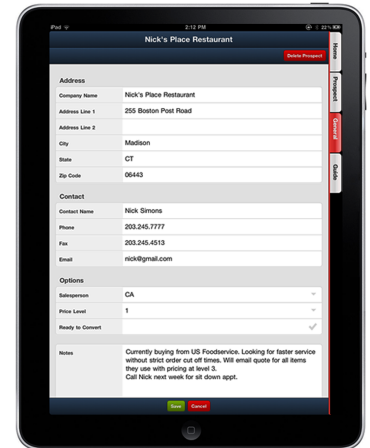 iPad 2:12 PM 22%
Nick's Place Restaurant
Delete Prospect
Home
Prospect
General
Guide
Address
Company Name Nick's Place Restaurant
Address Line 1 255 Boston Post Road
Address Line 2
City Madison
State CT
Zip Code 06443
Contact
Contact Name Nick Simons
Phone 203.245.7777
Fax 203.245.4513
Email nick@gmail.com
Options
Salesperson CA
Price Level 1
Ready to Convert
Notes Currently buying from US Foodservice. Looking for faster service
without strict order cut off times. Will email quote for all items
they use with pricing at level 3.
Call Nick next week for sit down appt.
Save Cancel